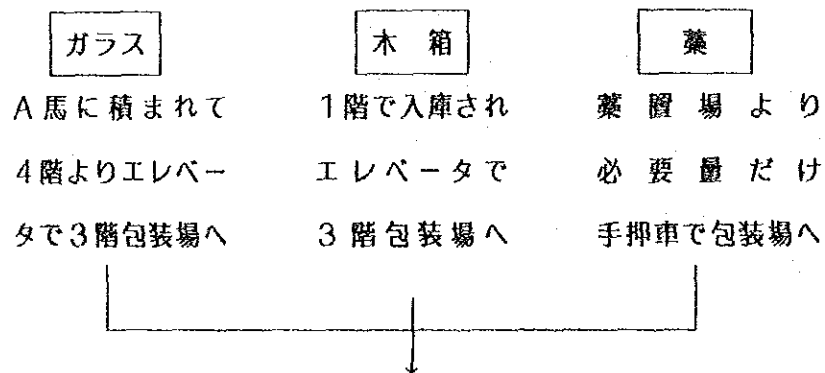 ガラス
A馬に積まれて
4階よりエレベー
タで3階包装場へ
木箱
1階で入庫され
エレベータで
3階包装場へ
藁
藁置場より
必要量だけ
手押車で包装場へ